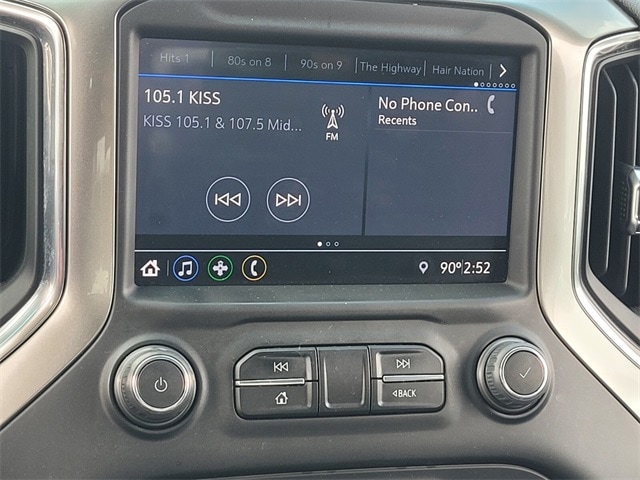 Hits 1 80s on 8 90s on 9 The Highway Hair Nation
105.1 KISS
KISS 105.1 & 107.5 Mid...
FM
No Phone Con..
Recents
90° 2:52
BACK